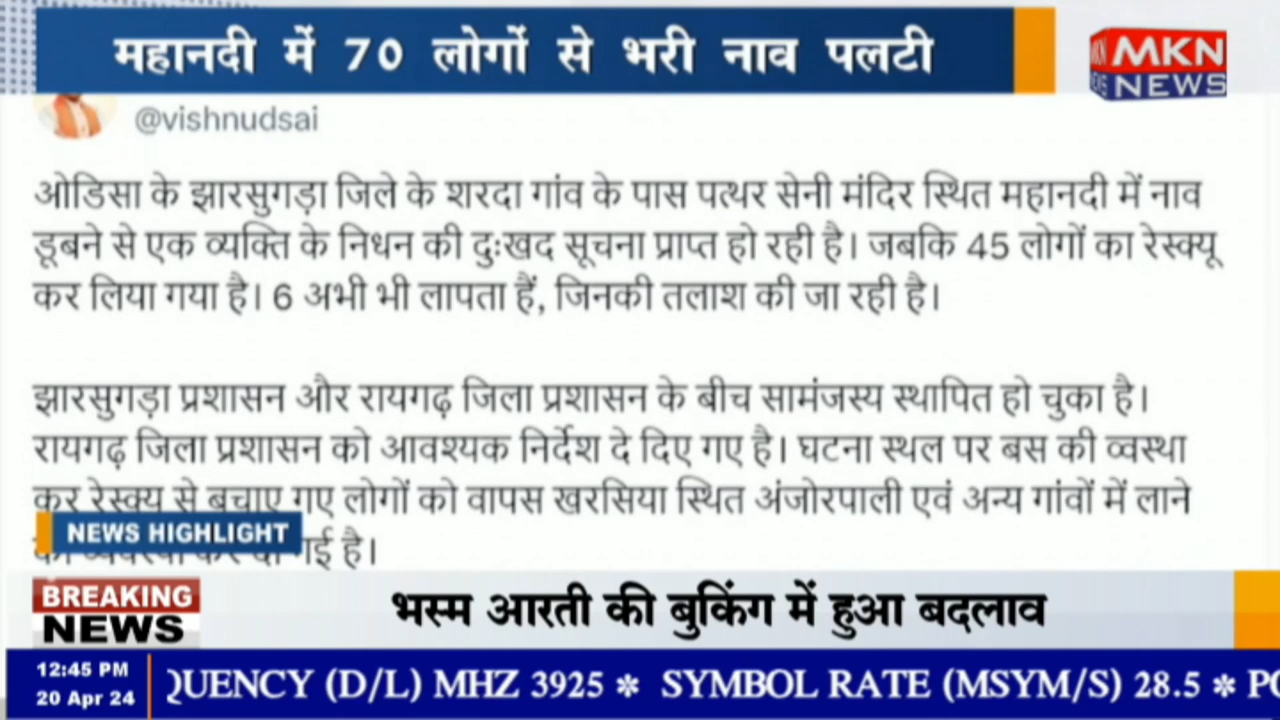 महानदी में 70 लोगों से भरी नाव पलटी
MKN
NEWS
@vishnudsai
ओडिसा के झारसुगड़ा जिले के शरदा गांव के पास पत्थर सेनी मंदिर स्थित महानदी में नाव
डूबने से एक व्यक्ति के निधन की दुःखद सूचना प्राप्त हो रही है। जबकि 45 लोगों का रेस्क्यू
कर लिया गया है। 6 अभी भी लापता हैं, जिनकी तलाश की जा रही है।
झारसुगड़ा प्रशासन और रायगढ़ जिला प्रशासन के बीच सामंजस्य स्थापित हो चुका है।
रायगढ़ जिला प्रशासन को आवश्यक निर्देश दे दिए गए है। घटना स्थल पर बस की व्वस्था
कर रेस्क्यू से बचाए गए लोगों को वापस खरसिया स्थित अंजोरपाली एवं अन्य गांवों में लाने
गई है।
NEWS HIGHLIGHT
BREAKING
NEWS
भस्म आरती की बुकिंग में हुआ बदलाव
12:45 PM
20 Apr 24
QUENCY (D/L) MHZ 3925 * SYMBOL RATE (MSYM/S) 28.5 * PO